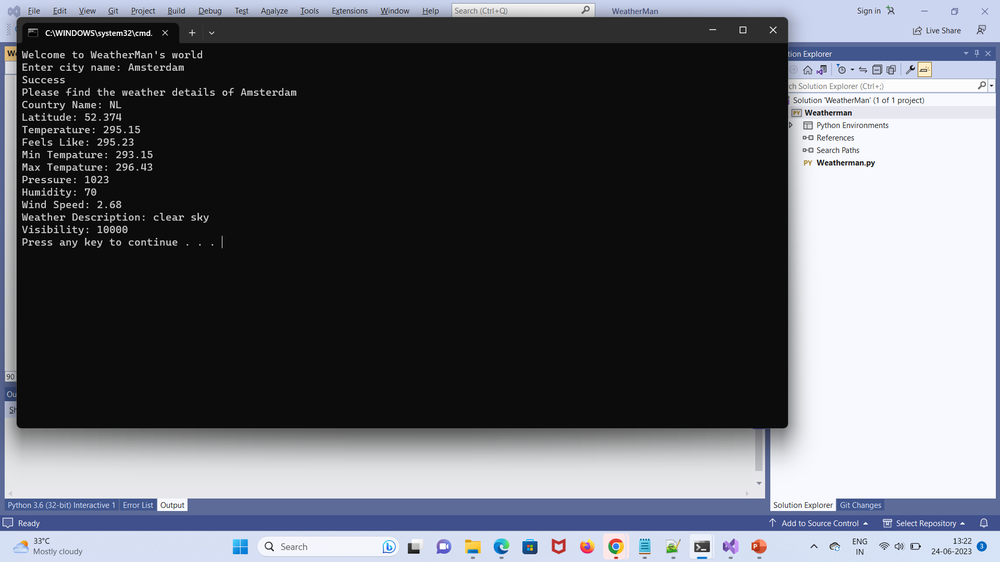 File Edit View Git Project Build Debug Test Analyze Tools Extensions Window Help Search (Ctrl+Q) WeatherMan Sign in
Live Share
C:\WINDOWS\system32\cmd.
Welcome to WeatherMan's world
Enter city name: Amsterdam
Success
Please find the weather details of Amsterdam
Country Name: NL
Latitude: 52.374
Temperature: 295.15
Feels Like: 295.23
Min Tempature: 293.15
Max Tempature: 296.43
Pressure: 1023
Humidity: 70
Wind Speed: 2.68
Weather Description: clear sky
Visibility: 10000
Press any key to continue . . .
tion Explorer
ch Solution Explorer (Ctrl+;)
Solution 'WeatherMan' (1 of 1 project)
PY Weatherman
Python Environments
References
Search Paths
PY Weatherman.py
We
90
Ou
Sh
Python 3.6 (32-bit) Interactive 1 Error List Output
Solution Explorer Git Changes
Ready
Add to Source Control Select Repository
33°C
Mostly cloudy
Search
ENG
IN
13:22
24-06-2023
3